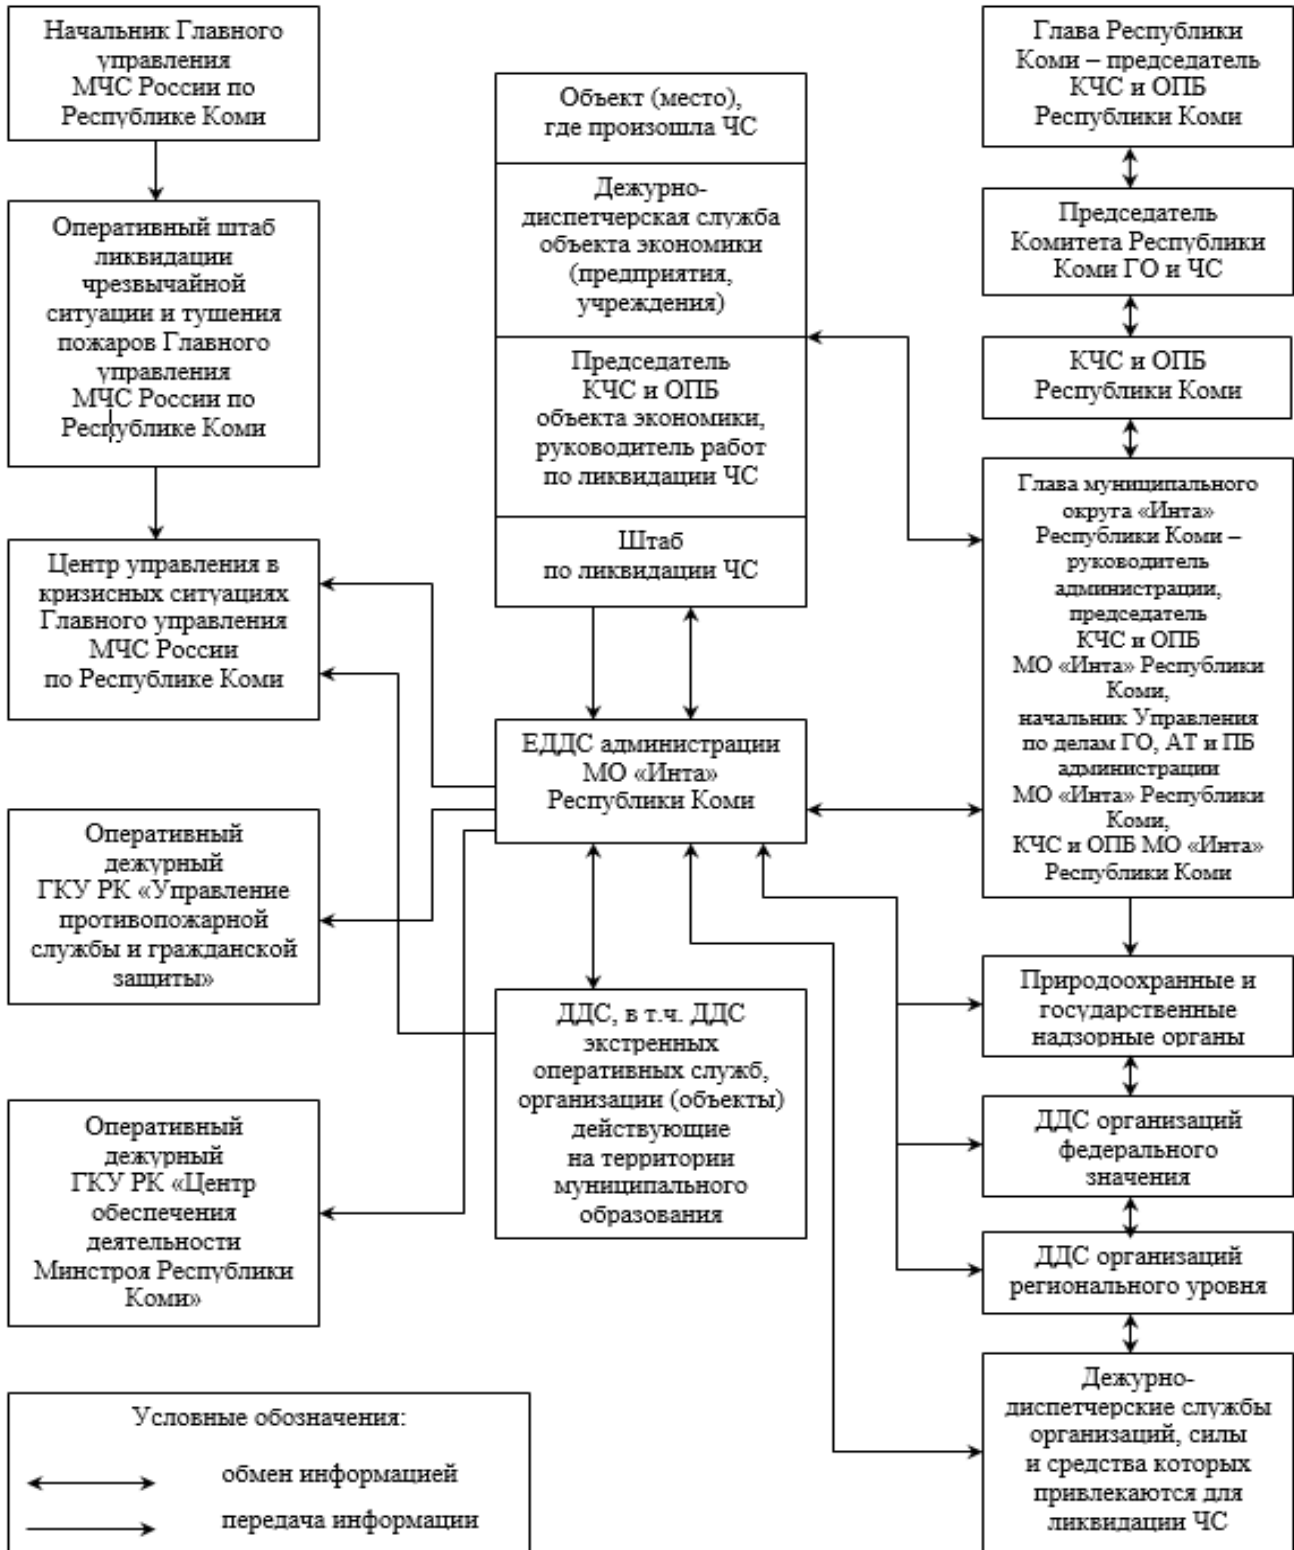 Начальник Главного
управления
МЧС России по
Республике Коми
Оперативный штаб
ликвидации
чрезвычайной
ситуации и тушения
пожаров Главного
управления
МЧС России по
Республике Коми
Центр управления в
кризисных ситуациях
Главного управления
МЧС России
по Республике Коми
Оперативный
дежурный
ГКУ РК «Управление
противопожарной
службы и гражданской
защиты»
Оперативный
дежурный
ГКУ РК «Центр
обеспечения
деятельности
Минстроя Республики
Коми»
Объект (место),
где произошла ЧС
Дежурно-
диспетчерская служба
объекта экономики
(предприятия,
учреждения)
Председатель
КЧС и ОПБ
объекта экономики,
руководитель работ
по ликвидации ЧС
Штаб
по ликвидации ЧС
ЕДДС администрации
МО «Инта»
Республики Коми
ДДС, в т.ч. ДДС
экстренных
оперативных служб,
организации (объекты)
действующие
на территории
муниципального
образования
Глава Республики
Коми – председатель
КЧС и ОПБ
Республики Коми
Председатель
Комитета Республики
Коми ГО и ЧС
КЧС и ОПБ
Республики Коми
Глава муниципального
округа «Инта»
Республики Коми –
руководитель
администрации,
председатель
КЧС и ОПБ
МО «Инта» Республики
Коми,
начальник Управления
по делам ГО, АТ и ПБ
администрации
МО «Инта» Республики
Коми,
КЧС и ОПБ МО «Инта»
Республики Коми
Природоохранные и
государственные
надзорные органы
ДДС организаций
федерального
значения
ДДС организаций
регионального уровня
Дежурно-
диспетчерские службы
организаций, силы
и средства которых
привлекаются для
ликвидации ЧС
Условные обозначения:
обмен информацией
передача информации